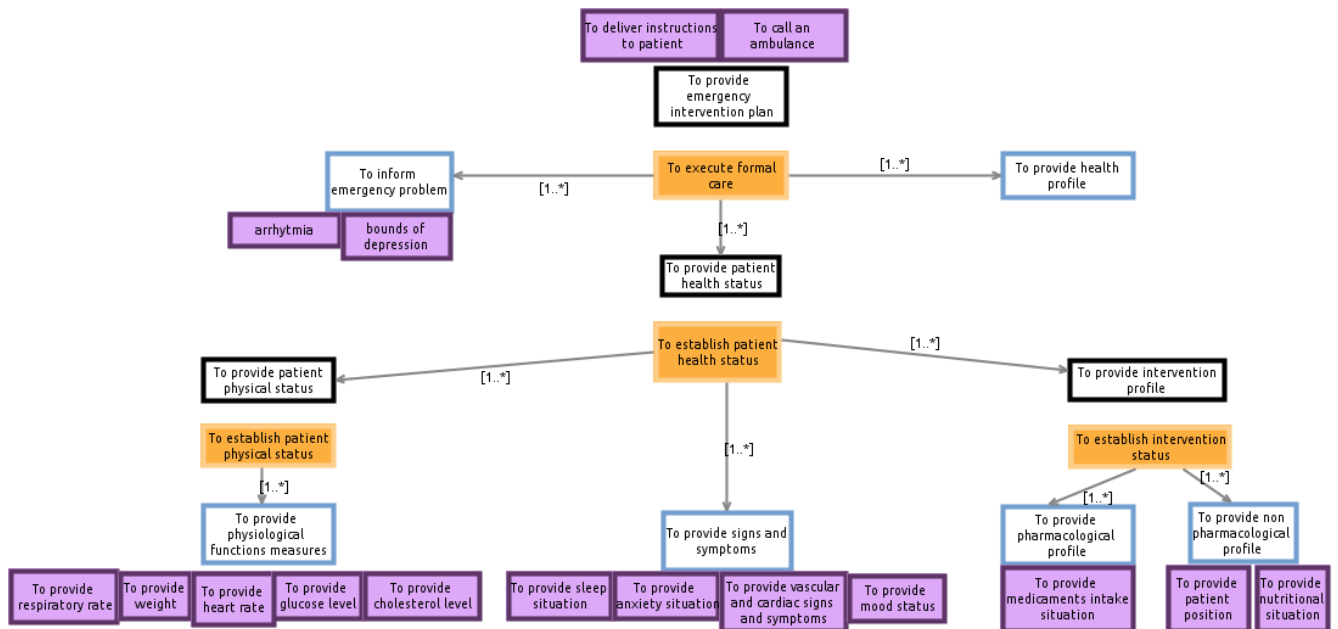 To deliver instructions
to patient
To call an
ambulance
To provide
emergency
intervention plan
To inform
emergency problem
[1..*]
To execute formal
care
[1..*]
To provide health
profile
arrhytmia
bounds of
depression
[1..*]
To provide patient
health status
To establish patient
health status
[1..*]
To provide patient
physical status
[1..*]
To provide intervention
profile
To establish patient
physical status
[1..*]
To establish intervention
status
[1..*]
[1..*]
[1..*]
To provide
physiological
functions measures
To provide signs and
symptoms
To provide
pharmacological
profile
To provide non
pharmacological
profile
To provide
respiratory rate
To provide
weight
To provide
heart rate
To provide
glucose level
To provide
cholesterol level
To provide sleep
situation
To provide
anxiety situation
To provide vascular
and cardiac signs
and symptoms
To provide
mood status
To provide
medicaments intake
situation
To provide
patient
position
To provide
nutritional
situation